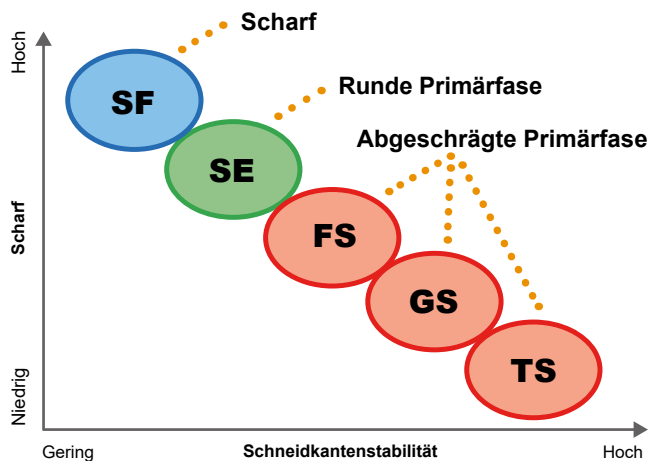 Hoch
Scharf
Niedrig
Scharf
Runde Primärfase
Abgeschrägte Primärfase
SF
SE
FS
GS
TS
Gering
Schneidkantenstabilität
Hoch